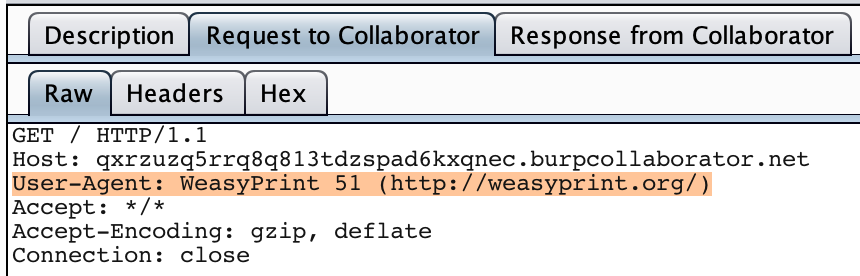 Description Request to Collaborator Response from Collaborator
Raw Headers Hex
GET / HTTP/1.1
Host: qxrzuzq5rrq8q813tdzspad6kxqnec.burpcollaborator.net
User-Agent: WeasyPrint 51 (http://weasyprint.org/)
Accept: */*
Accept-Encoding: gzip, deflate
Connection: close